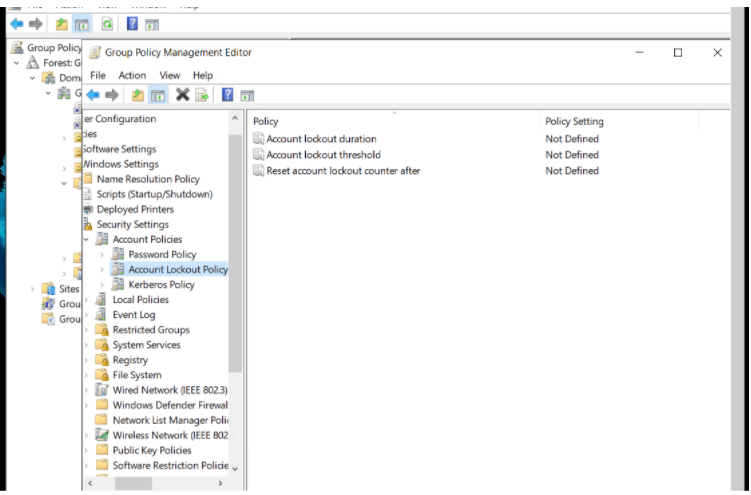 Group Policy
Forest: G
Dom
G
Sites
Grou
Grou
Group Policy Management Editor
File Action View Help
er Configuration
ies
Software Settings
Windows Settings
Name Resolution Policy
Scripts (Startup/Shutdown)
Deployed Printers
Security Settings
Account Policies
Password Policy
Account Lockout Policy
Kerberos Policy
Local Policies
Event Log
Restricted Groups
System Services
Registry
File System
Wired Network (IEEE 802.3)
Windows Defender Firewal
Network List Manager Poli
Wireless Network (IEEE 802
Public Key Policies
Software Restriction Policie
Policy Policy Setting
Account lockout duration Not Defined
Account lockout threshold Not Defined
Reset account lockout counter after Not Defined